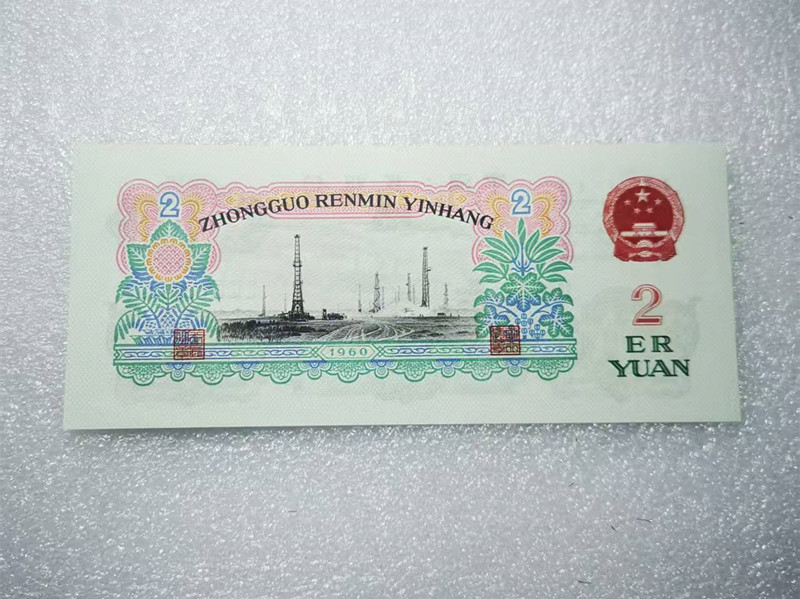 2
2
ZHONGGUO RENMIN YINHANG
1960
2
ER
YUAN